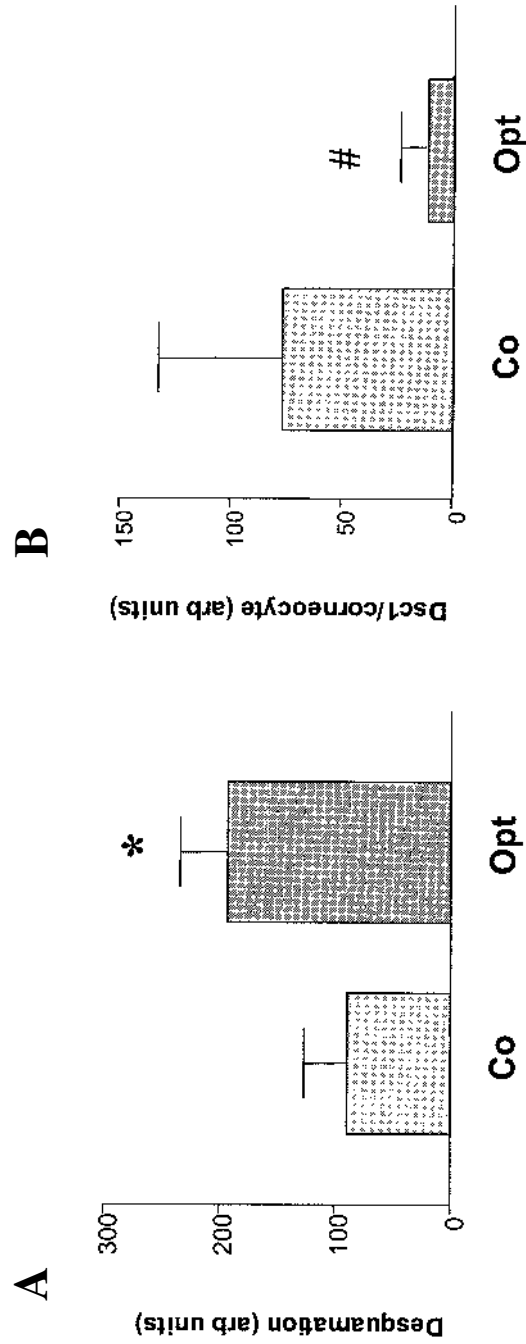 A
Desquamation (arb units)
300
200
100
0
*
Co
Opt
B
Dsc1/corneocyte (arb units)
150
100
50
0
#
Co
Opt